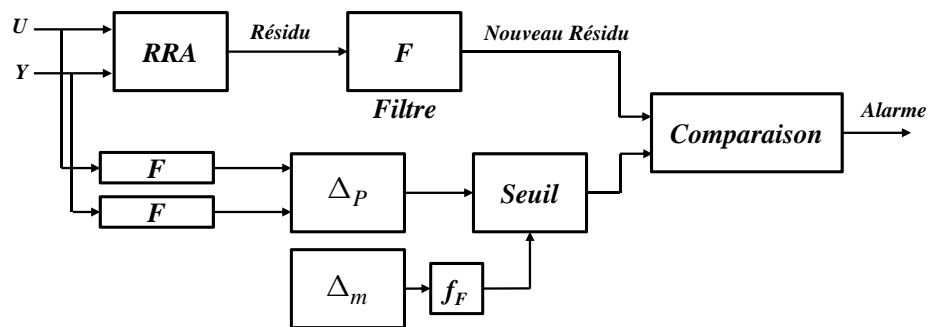 U
Y
RRA
Résidu
F
Filtre
Nouveau Résidu
Comparaison
Alarme
F
F
Δ_P
Seuil
Δ_m
f_F